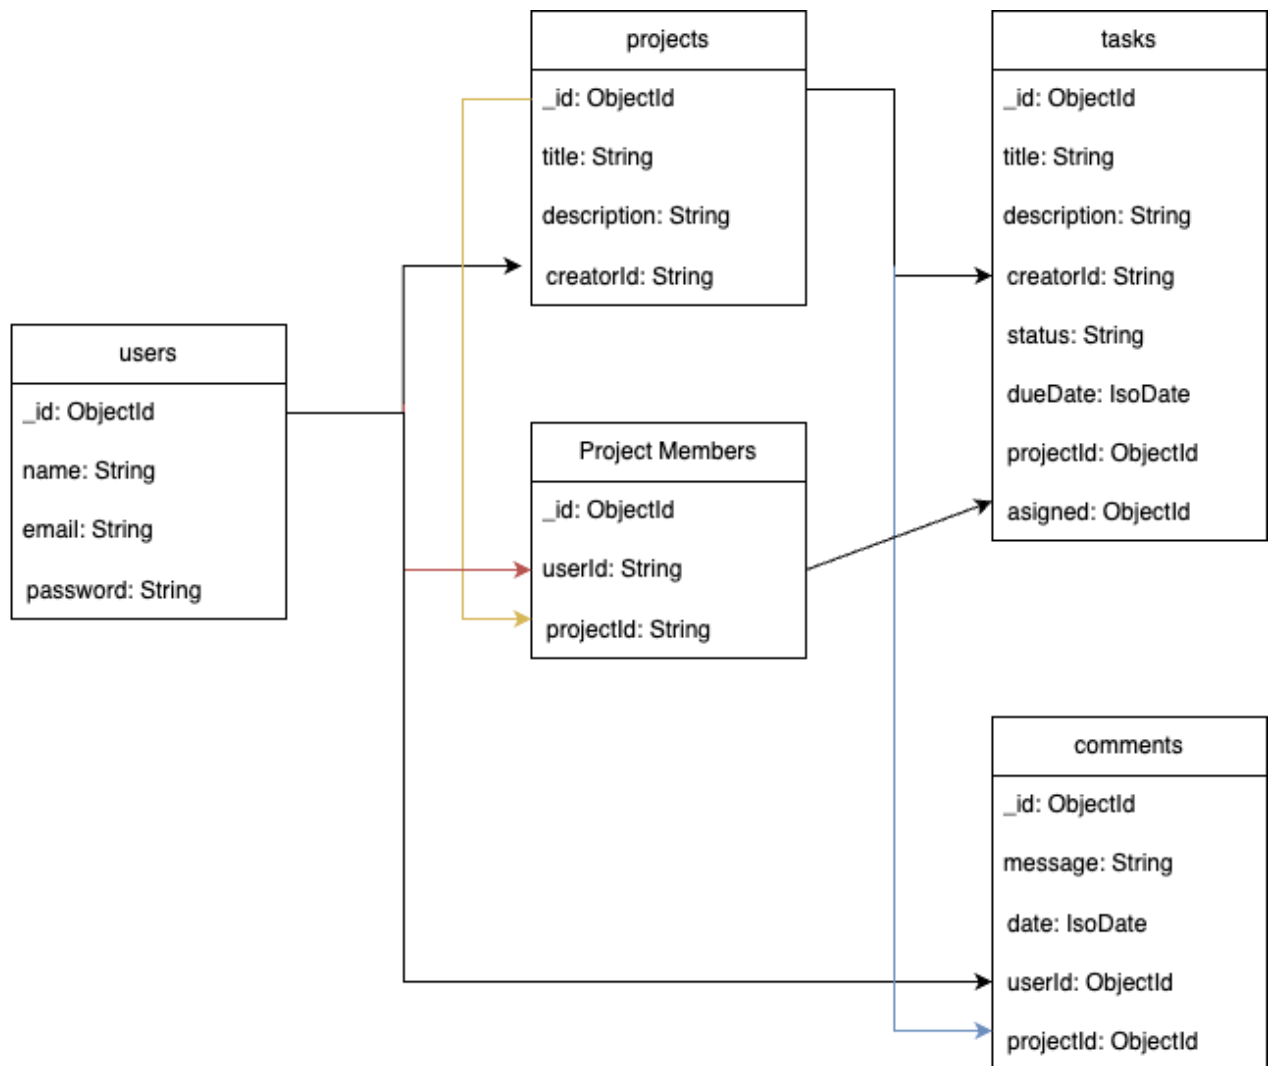 projects
_id: ObjectId
title: String
description: String
creatorId: String
tasks
_id: ObjectId
title: String
description: String
creatorId: String
status: String
dueDate: IsoDate
projectId: ObjectId
asigned: ObjectId
users
_id: ObjectId
name: String
email: String
password: String
Project Members
_id: ObjectId
userId: String
projectId: String
comments
_id: ObjectId
message: String
date: IsoDate
userId: ObjectId
projectId: ObjectId